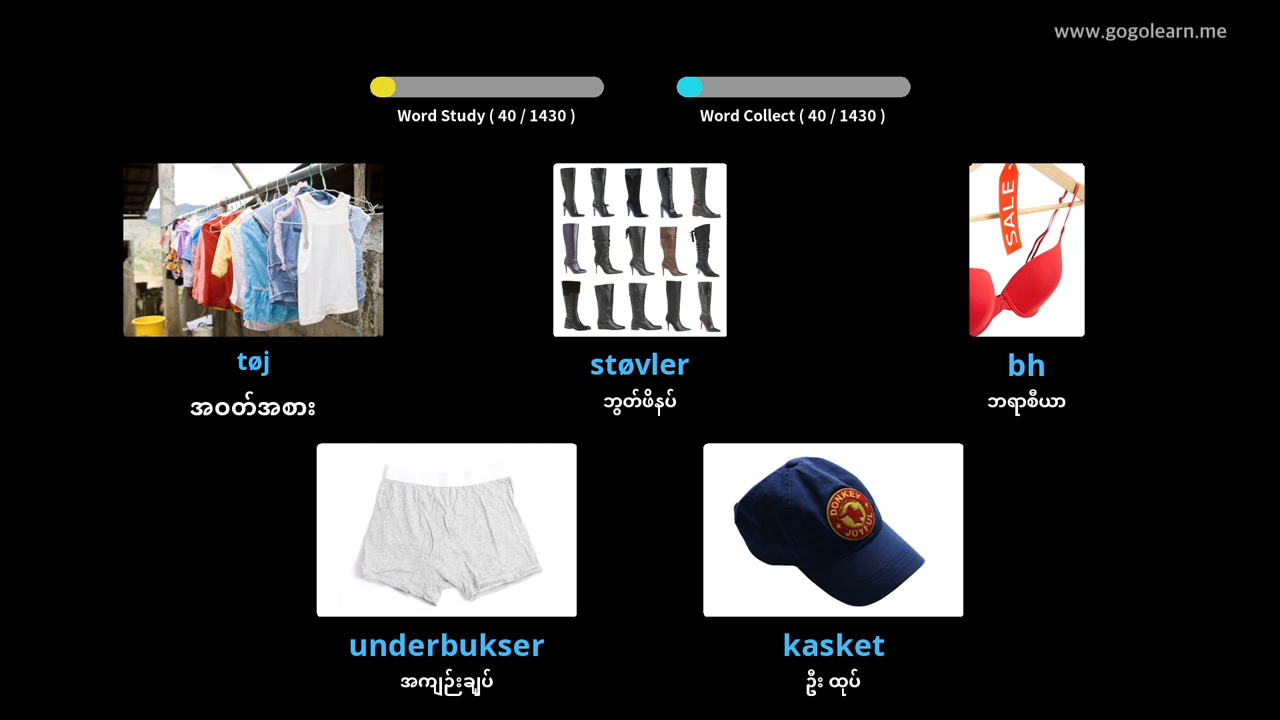 www.gogolearn.me
Word Study ( 40 / 1430 )
Word Collect ( 40 / 1430 )
SALE
tøj
støvler
bh
အဝတ်အစား
ဘွတ်ဖိနပ်
ဘရာစီယာ
DONKEY
JOYFUL
underbukser
kasket
အကျဉ်းချုပ်
ဦး ထုပ်